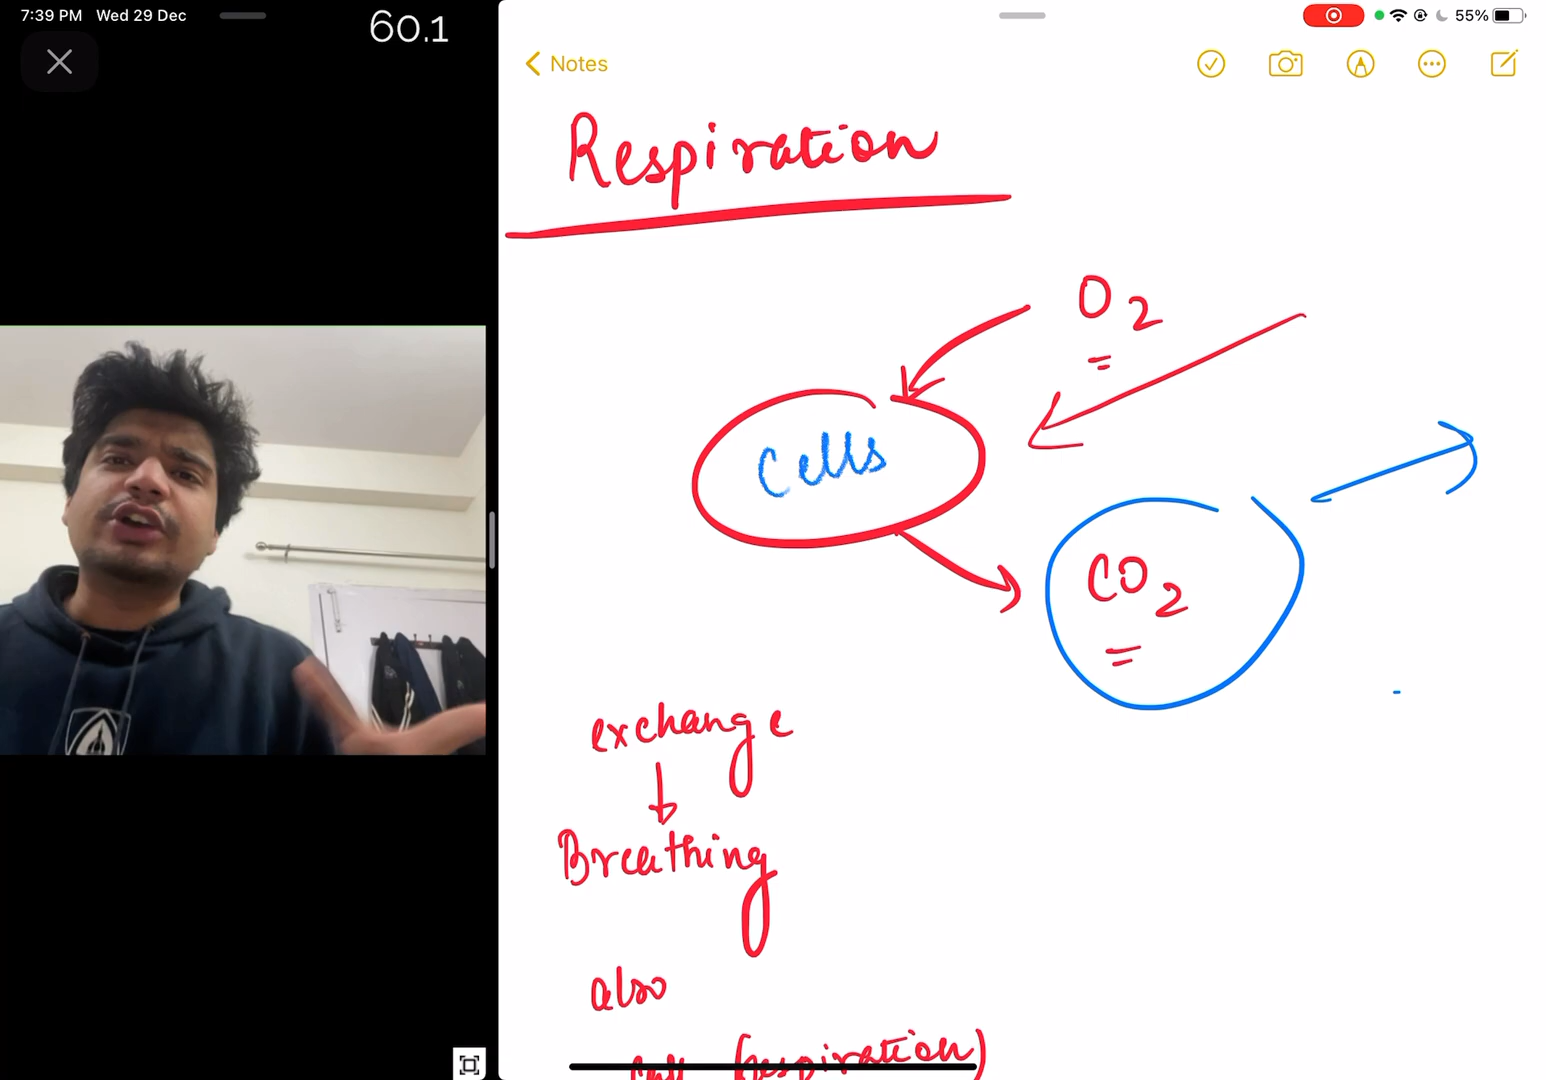 7:39 PM Wed 29 Dec
60.1
55%
Notes
Respiration
O2
Cells
CO2
exchange
Breathing
also
(Respiration)